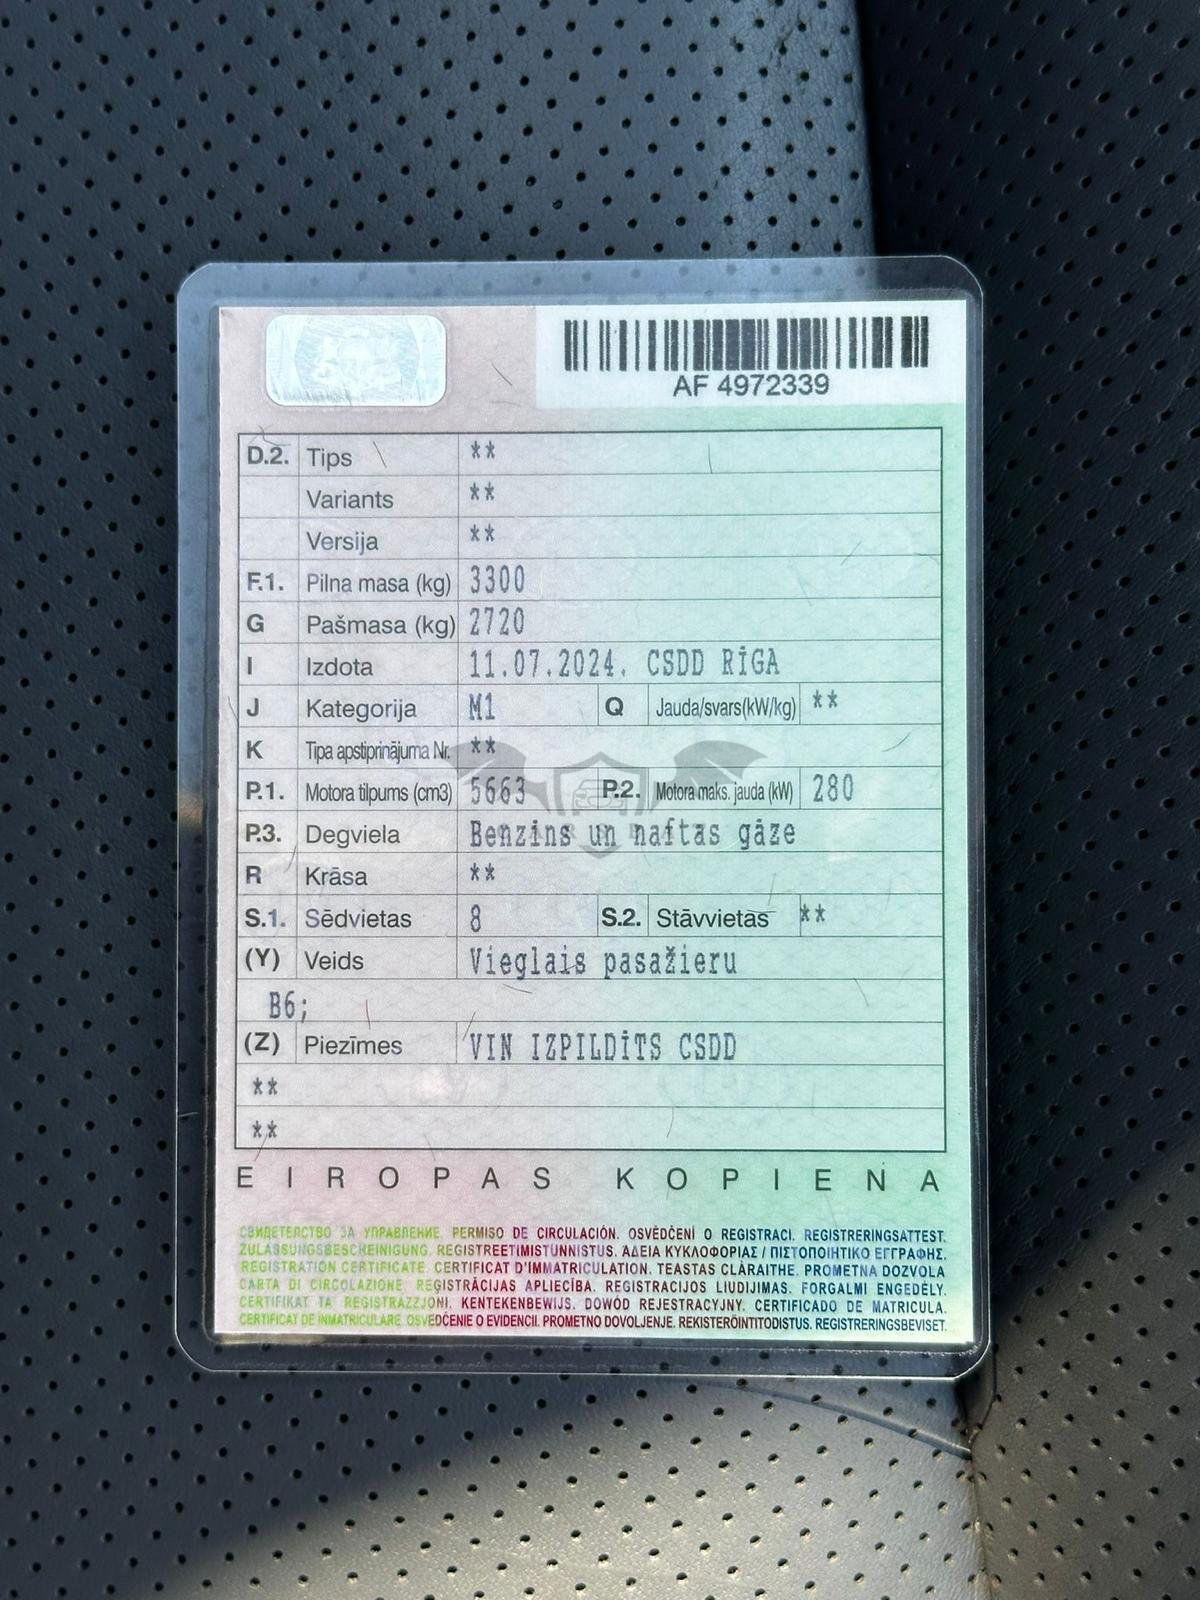 AF 4972339
D.2. Tips **
Variants **
Versija **
F.1. Pilna masa (kg) 3300
G Pašmasa (kg) 2720
I Izdota 11.07.2024. CSDD RĪGA
J Kategorija M1 Q Jauda/svars(kW/kg) **
K Tipa apstiprinājuma Nr. **
P.1. Motora tilpums (cm3) 5663 P.2. Motora maks. jauda (kW) 280
P.3. Degviela Benzīns un naftas gāze
R Krāsa **
S.1. Sēdvietas 8 S.2. Stāvvietas **
(Y) Veids Vieglais pasažieru
B6;
(Z) Piezīmes VIN IZPILDĪTS CSDD
**
**
EIROPAS KOPIENA
СВИДЕТЕЛСТВО ЗА УПРАВЛЕНИЕ. PERMISO DE CIRCULACIÓN. OSVĚDČENÍ O REGISTRACI. REGISTRERINGSATTEST.
ZULASSUNGSBESCHEINIGUNG. REGISTREETIMISTUNNISTUS. ΑΔΕΙΑ ΚΥΚΛΟΦΟΡΙΑΣ / ΠΙΣΤΟΠΟΙΗΤΙΚΟ ΕΓΓΡΑΦΗΣ.
REGISTRATION CERTIFICATE. CERTIFICAT D'IMMATRICULATION. TEASTAS CLÁRAITHE. PROMETNA DOZVOLA
CARTA DI CIRCOLAZIONE REĢISTRĀCIJAS APLIECĪBA. REGISTRACIJOS LIUDIJIMAS. FORGALMI ENGEDÉLY.
CERTIFIKAT TA REGISTRAZZJONI. KENTEKENBEWIJS. DOWÓD REJESTRACYJNY. CERTIFICADO DE MATRICULA.
CERTIFICAT DE INMATRICULARE. OSVEDČENIE O EVIDENCII. PROMETNO DOVOLJENJE. REKISTERÖINTITODISTUS. REGISTRERINGSBEVISET.